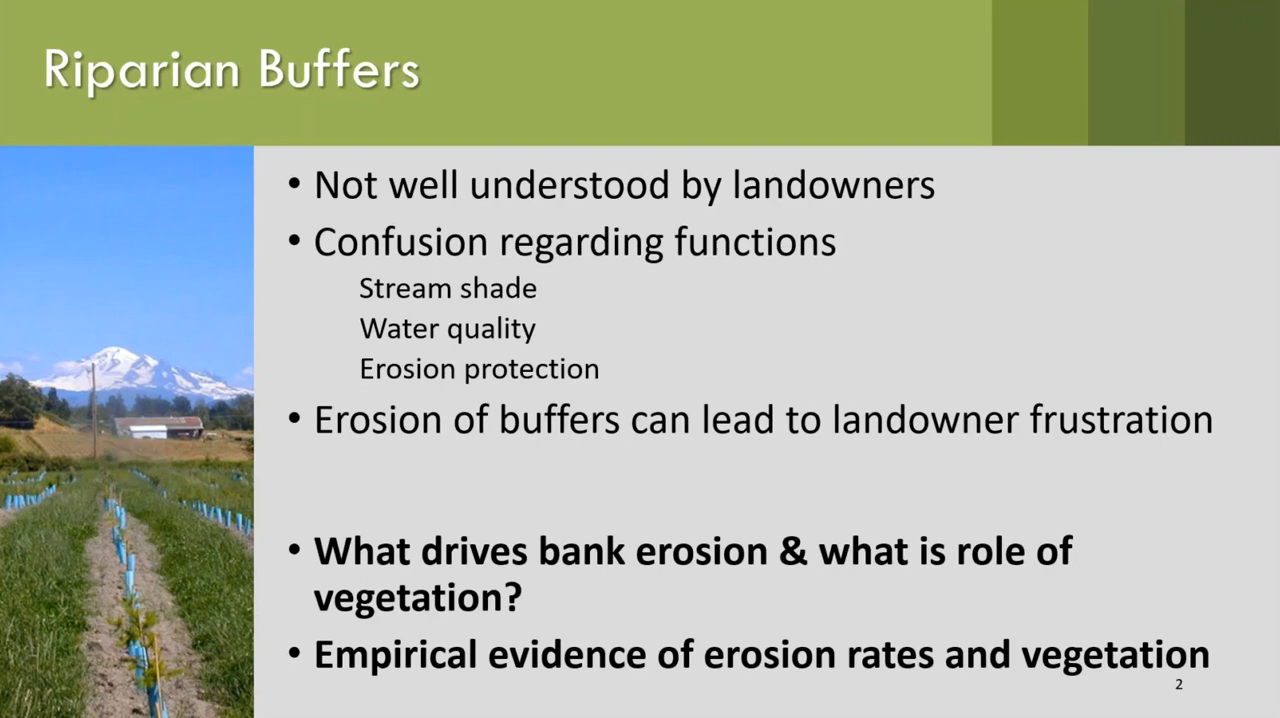 Riparian Buffers
• Not well understood by landowners
• Confusion regarding functions
Stream shade
Water quality
Erosion protection
• Erosion of buffers can lead to landowner frustration
• What drives bank erosion & what is role of
vegetation?
• Empirical evidence of erosion rates and vegetation
2